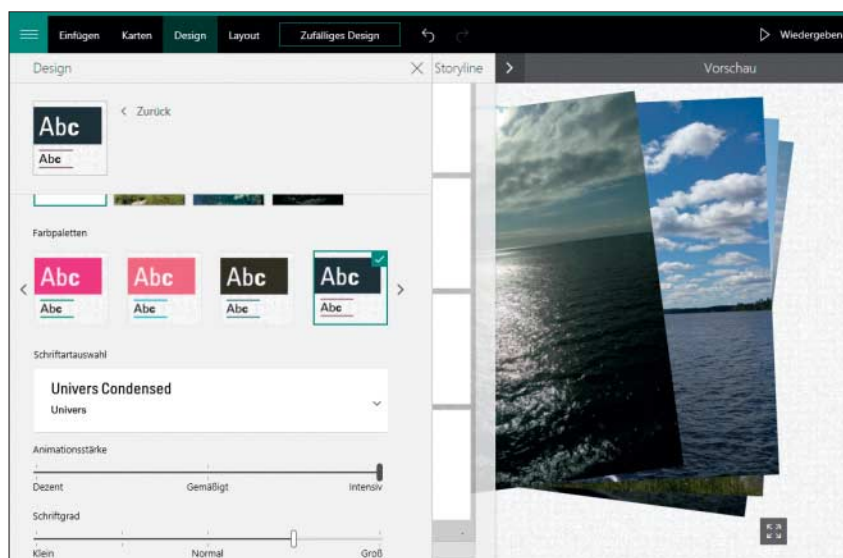 Einfügen Karten Design Layout Zufälliges Design Wiedergeben
Design Storyline Vorschau
Zurück
Abc
Abc
Farbpaletten
Abc Abc Abc Abc
Abc Abc Abc Abc
Schriftartauswahl
Univers Condensed
Univers
Animationsstärke
Dezent Gemäßigt Intensiv
Schriftgrad
Klein Normal Groß